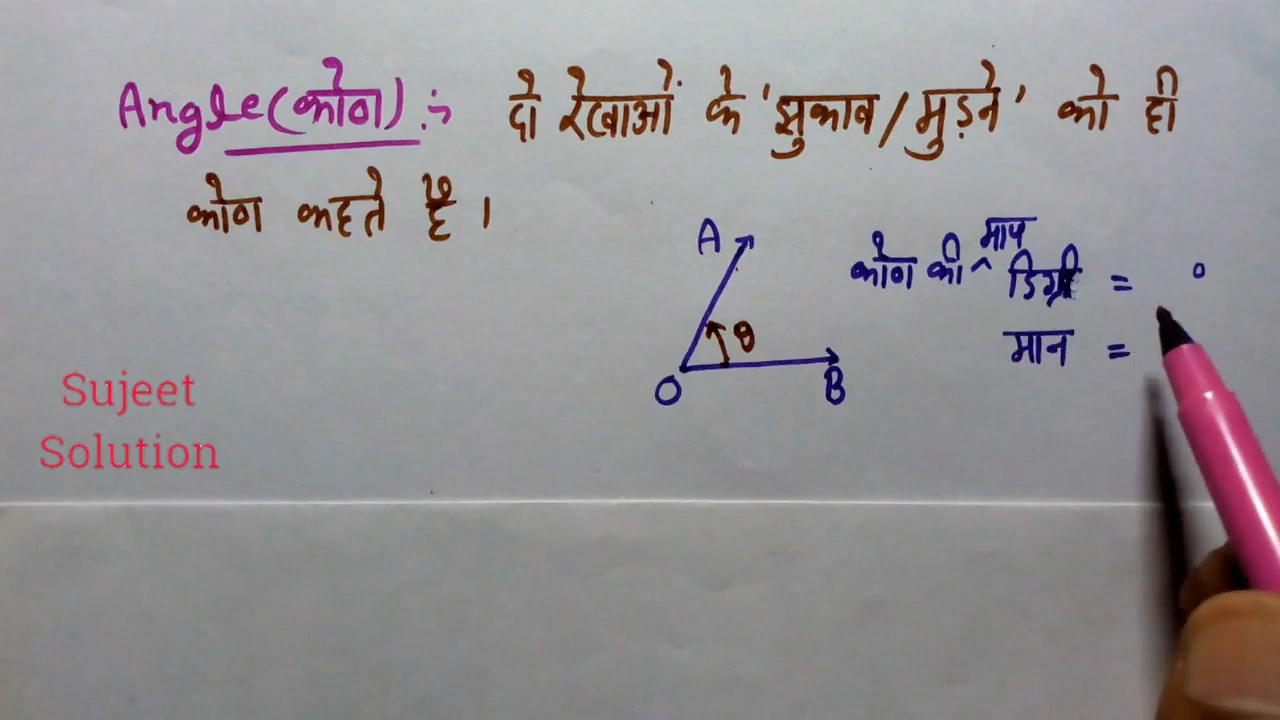 Angle (कोण) :- दो रेखाओं के 'झुकाव/मुड़ने' को ही
कोण कहते है ।
A
कोण की ^ माप
डिग्री = °
θ
मान =
O
B
Sujeet
Solution